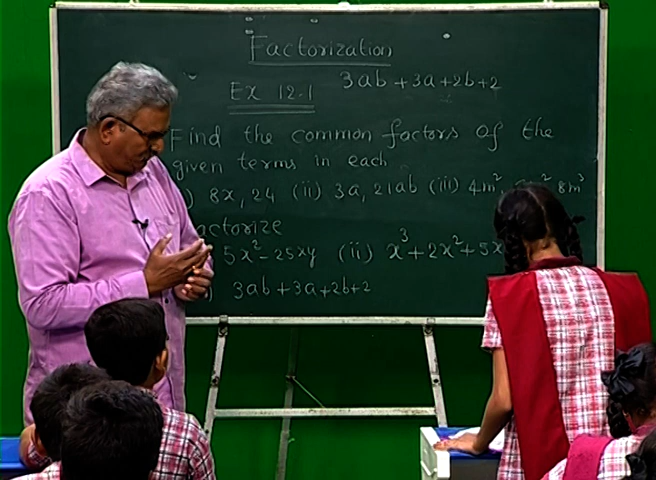 Factorization
Ex 12.1 3ab + 3a + 2b + 2
Find the common factors of the
given terms in each
) 8x, 24 (ii) 3a, 21ab (iii) 4m², 8m³
actorize
5x² - 25xy (ii) x³ + 2x² + 5x
) 3ab + 3a + 2b + 2